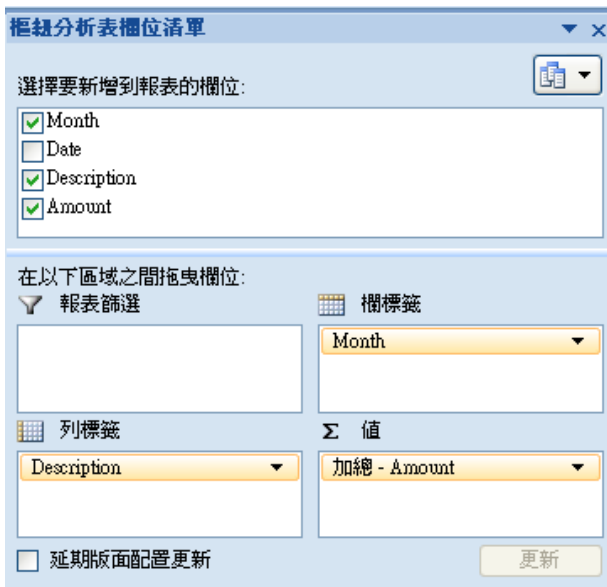 樞紐分析表欄位清單
選擇要新增到報表的欄位:
Month
Date
Description
Amount
在以下區域之間拖曳欄位:
報表篩選
欄標籤
Month
列標籤
Σ 值
Description
加總 - Amount
延期版面配置更新
更新